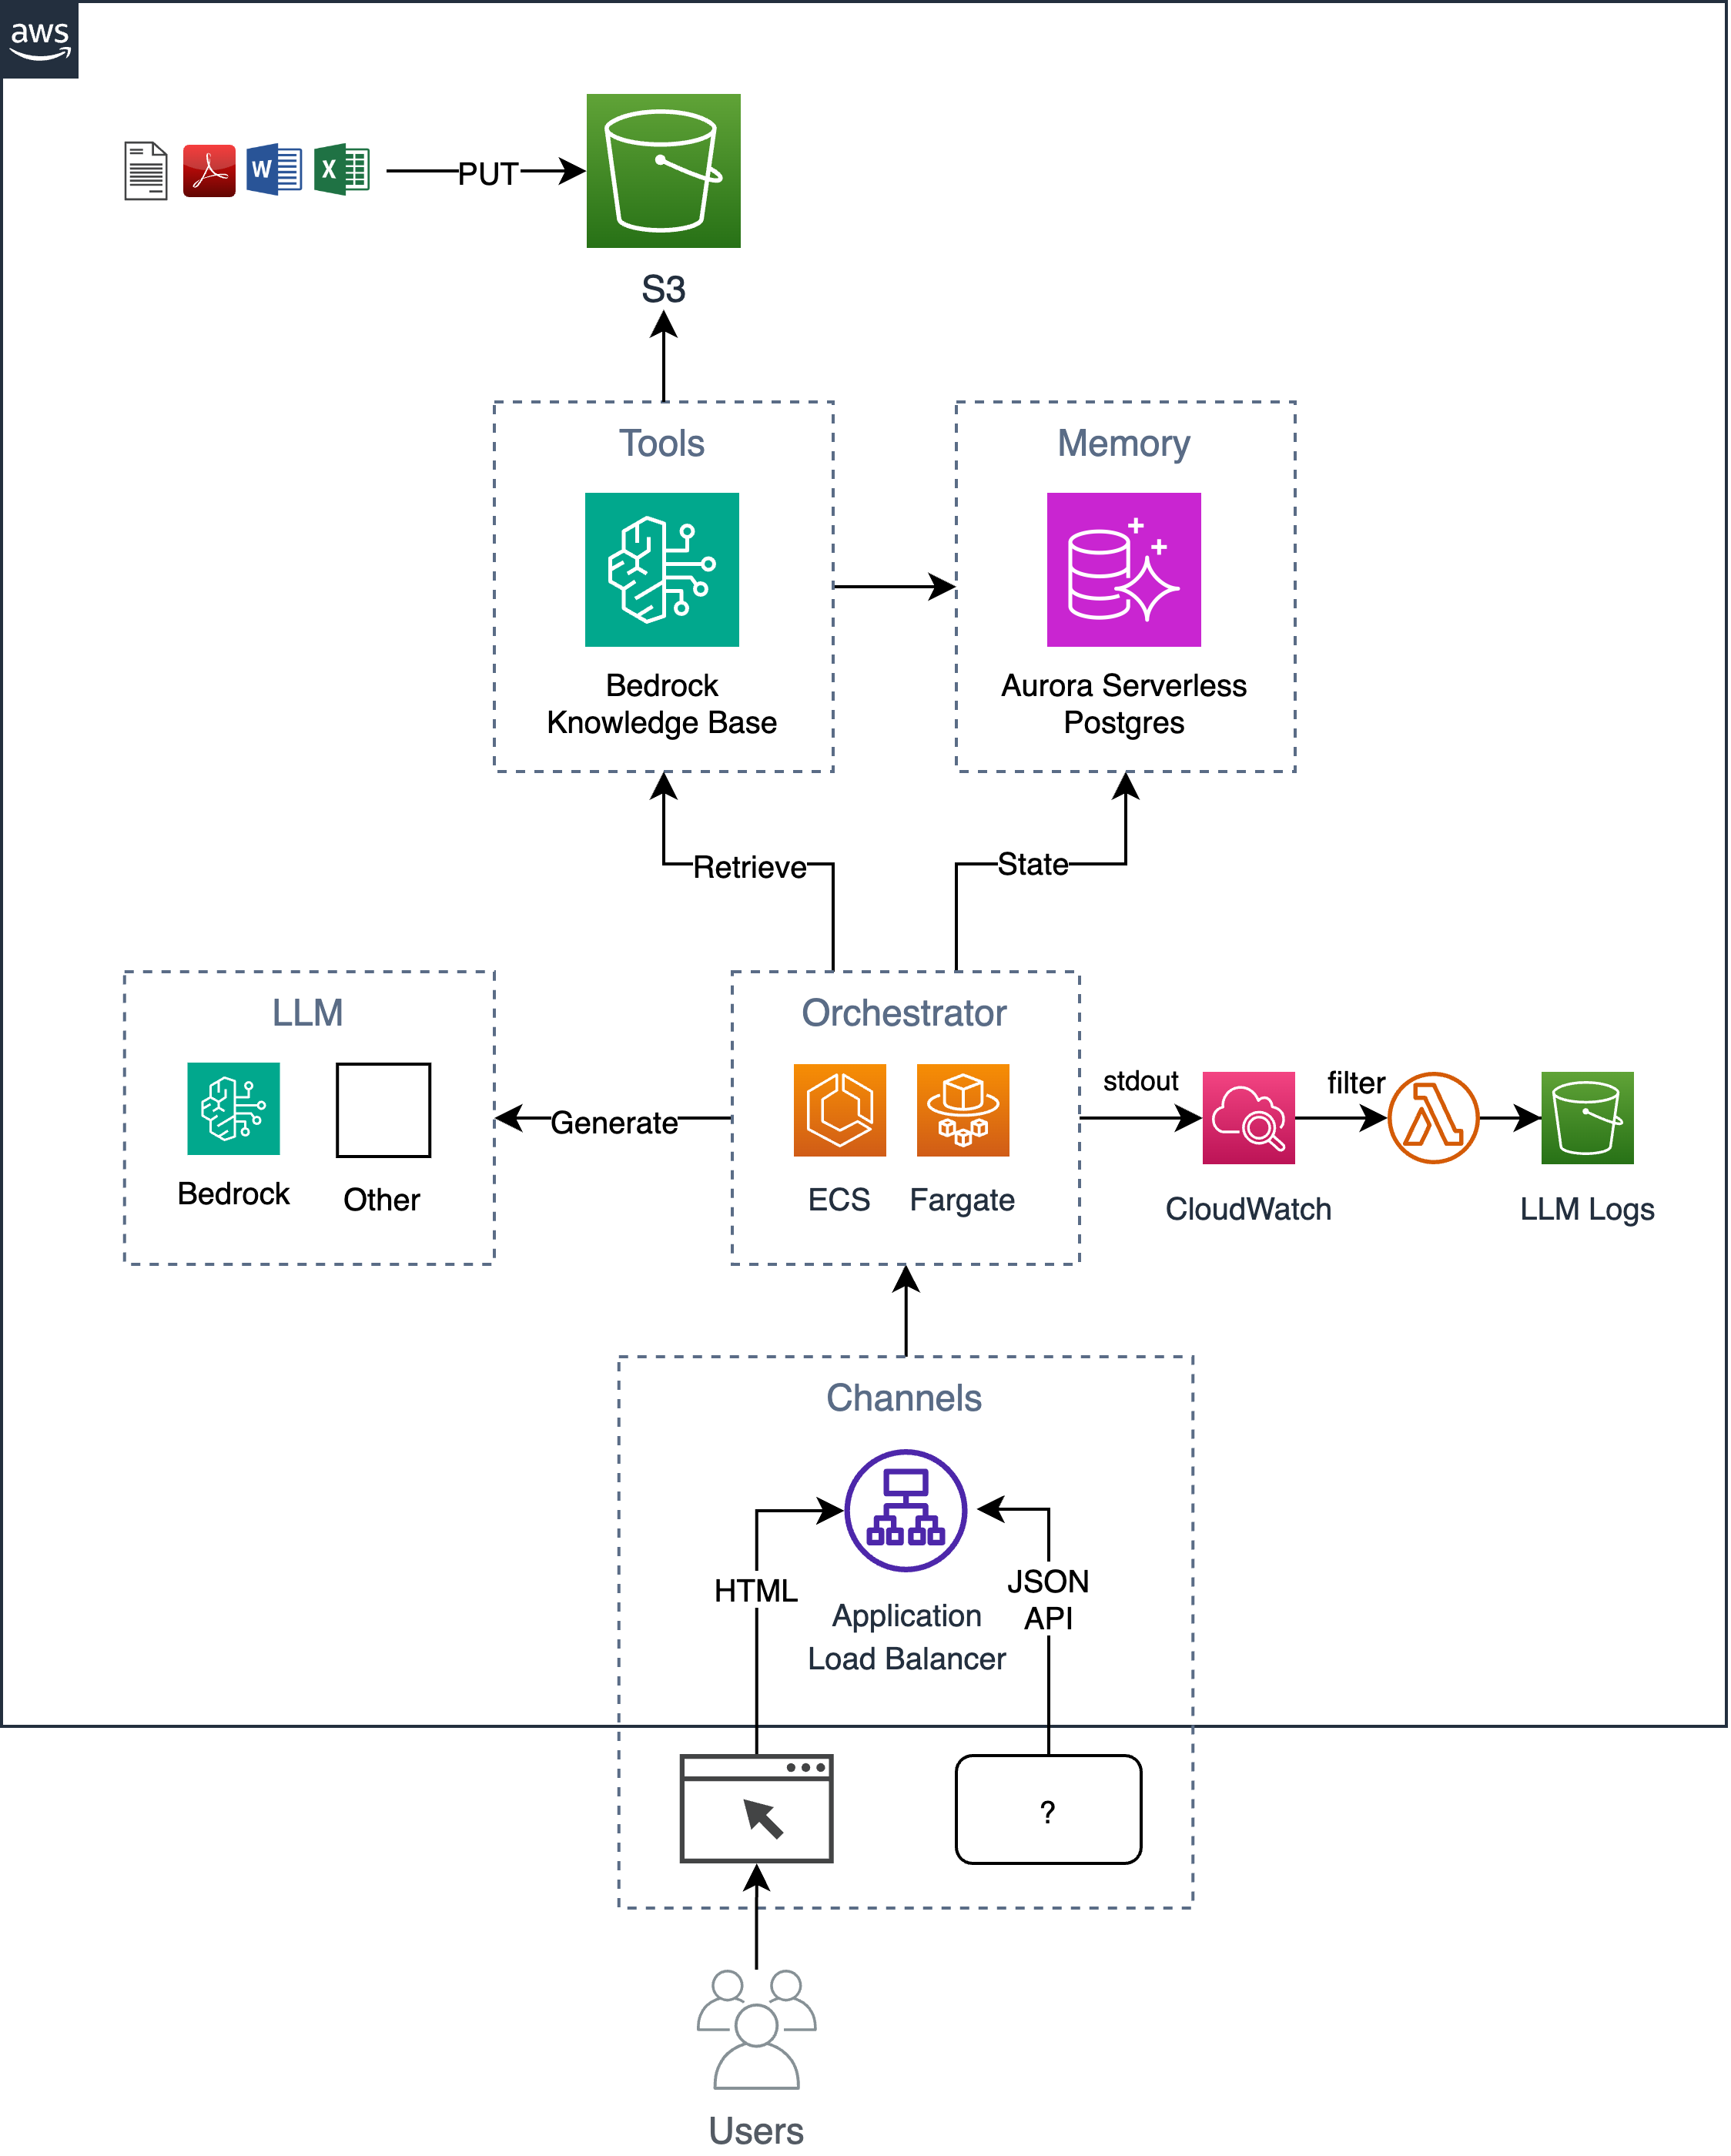 aws
W
X
PUT
S3
Tools
Memory
Bedrock
Knowledge Base
Aurora Serverless
Postgres
Retrieve
State
LLM
Orchestrator
Generate
stdout
filter
Bedrock
Other
ECS
Fargate
CloudWatch
LLM Logs
Channels
HTML
JSON
API
Application
Load Balancer
?
Users